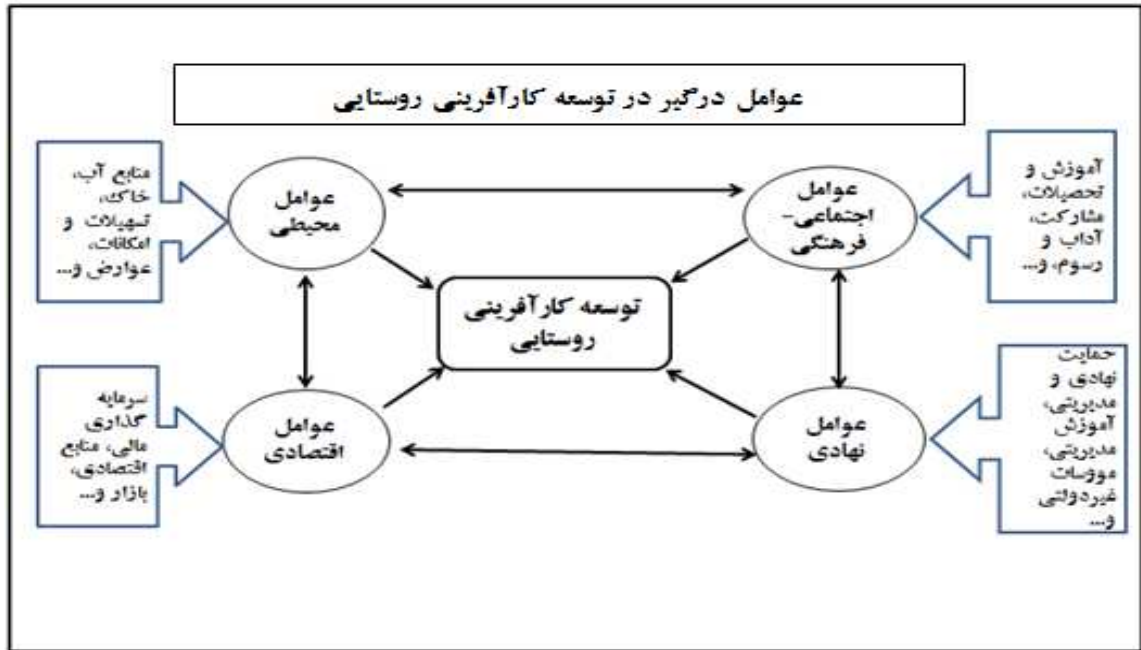 عوامل درگیر در توسعه کارآفرینی روستایی
آموزش و
تحصیلات،
مشارکت،
آداب و
رسوم، و...
عوامل
اجتماعی-
فرهنگی
عوامل
محیطی
منابع آب،
خاک،
تسهیلات و
امکانات،
عوارض و...
توسعه کارآفرینی
روستایی
حمایت
نهادی و
مدیریتی،
آموزش
مدیریتی،
مووسات
غیردولتی
و...
عوامل
نهادی
عوامل
اقتصادی
سرمایه
گذاری
مالی، منابع
اقتصادی،
بازار و...